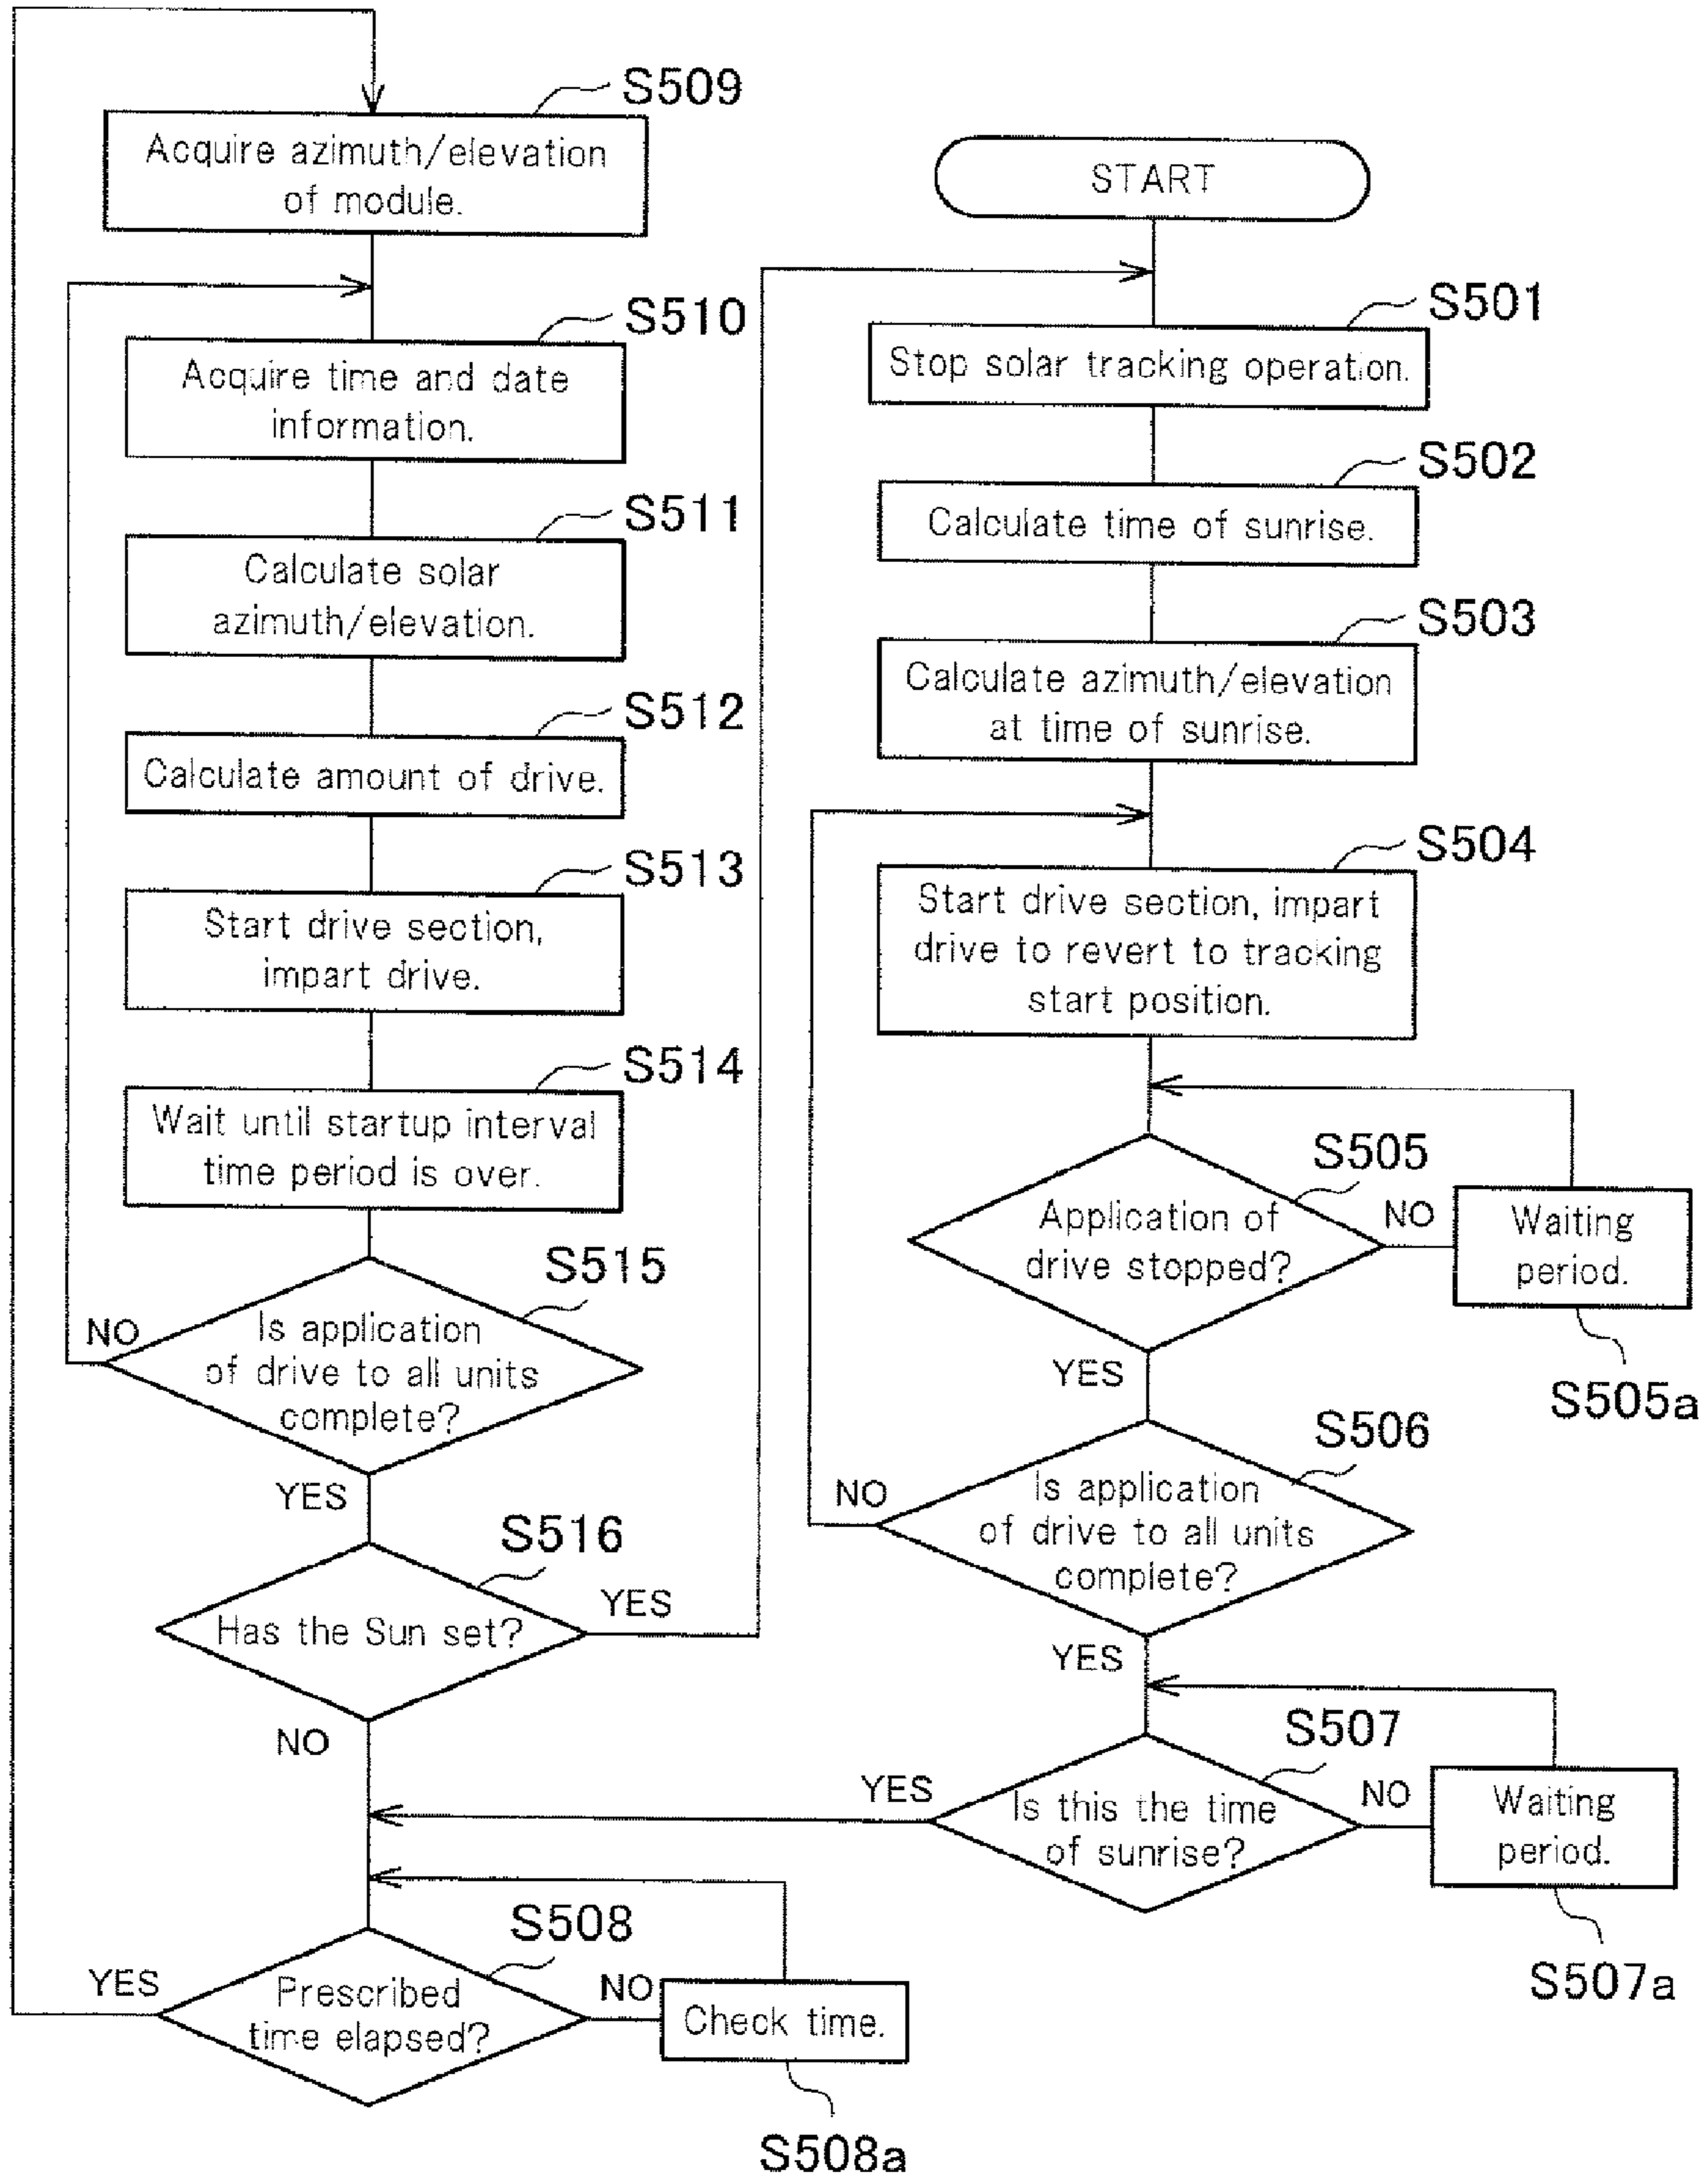 S509
Acquire azimuth/elevation
of module.
S510
Acquire time and date
information.
S511
Calculate solar
azimuth/elevation.
S512
Calculate amount of drive.
S513
Start drive section,
impart drive.
S514
Wait until startup interval
time period is over.
S515
Is application
of drive to all units
complete?
NO
YES
S516
Has the Sun set?
YES
NO
S508
Prescribed
time elapsed?
YES
NO
Check time.
S508a
START
S501
Stop solar tracking operation.
S502
Calculate time of sunrise.
S503
Calculate azimuth/elevation
at time of sunrise.
S504
Start drive section, impart
drive to revert to tracking
start position.
S505
Application of
drive stopped?
NO
Waiting
period.
S505a
YES
S506
Is application
of drive to all units
complete?
NO
YES
S507
Is this the time
of sunrise?
YES
NO
Waiting
period.
S507a